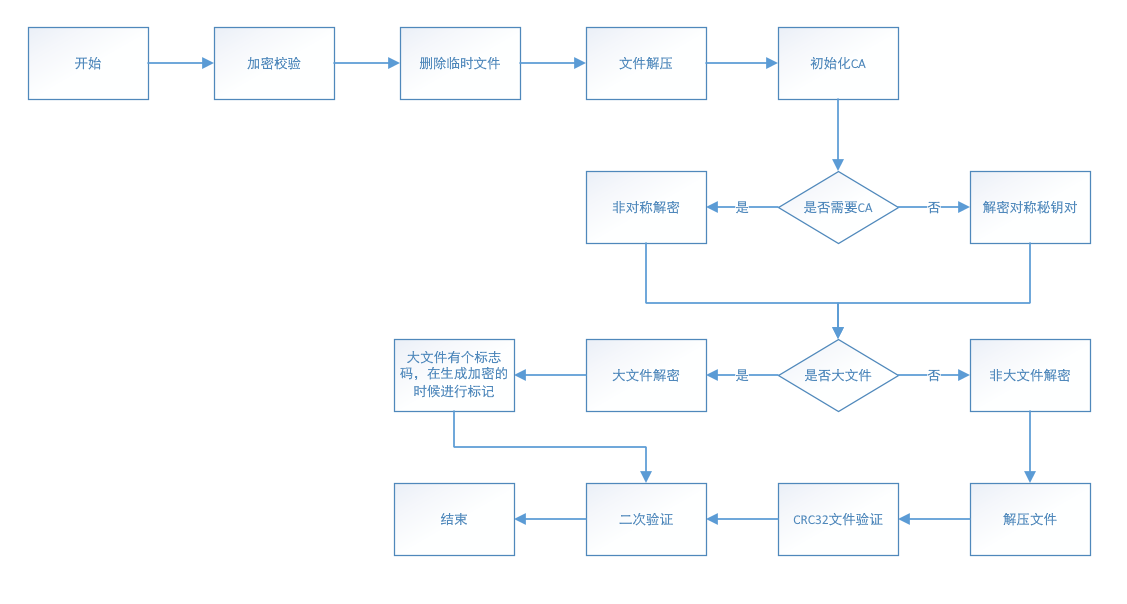 开始
加密校验
删除临时文件
文件解压
初始化CA
非对称解密
是
是否需要CA
否
解密对称秘钥对
大文件有个标志
码，在生成加密的
时候进行标记
大文件解密
是
是否大文件
否
非大文件解密
结束
二次验证
CRC32文件验证
解压文件